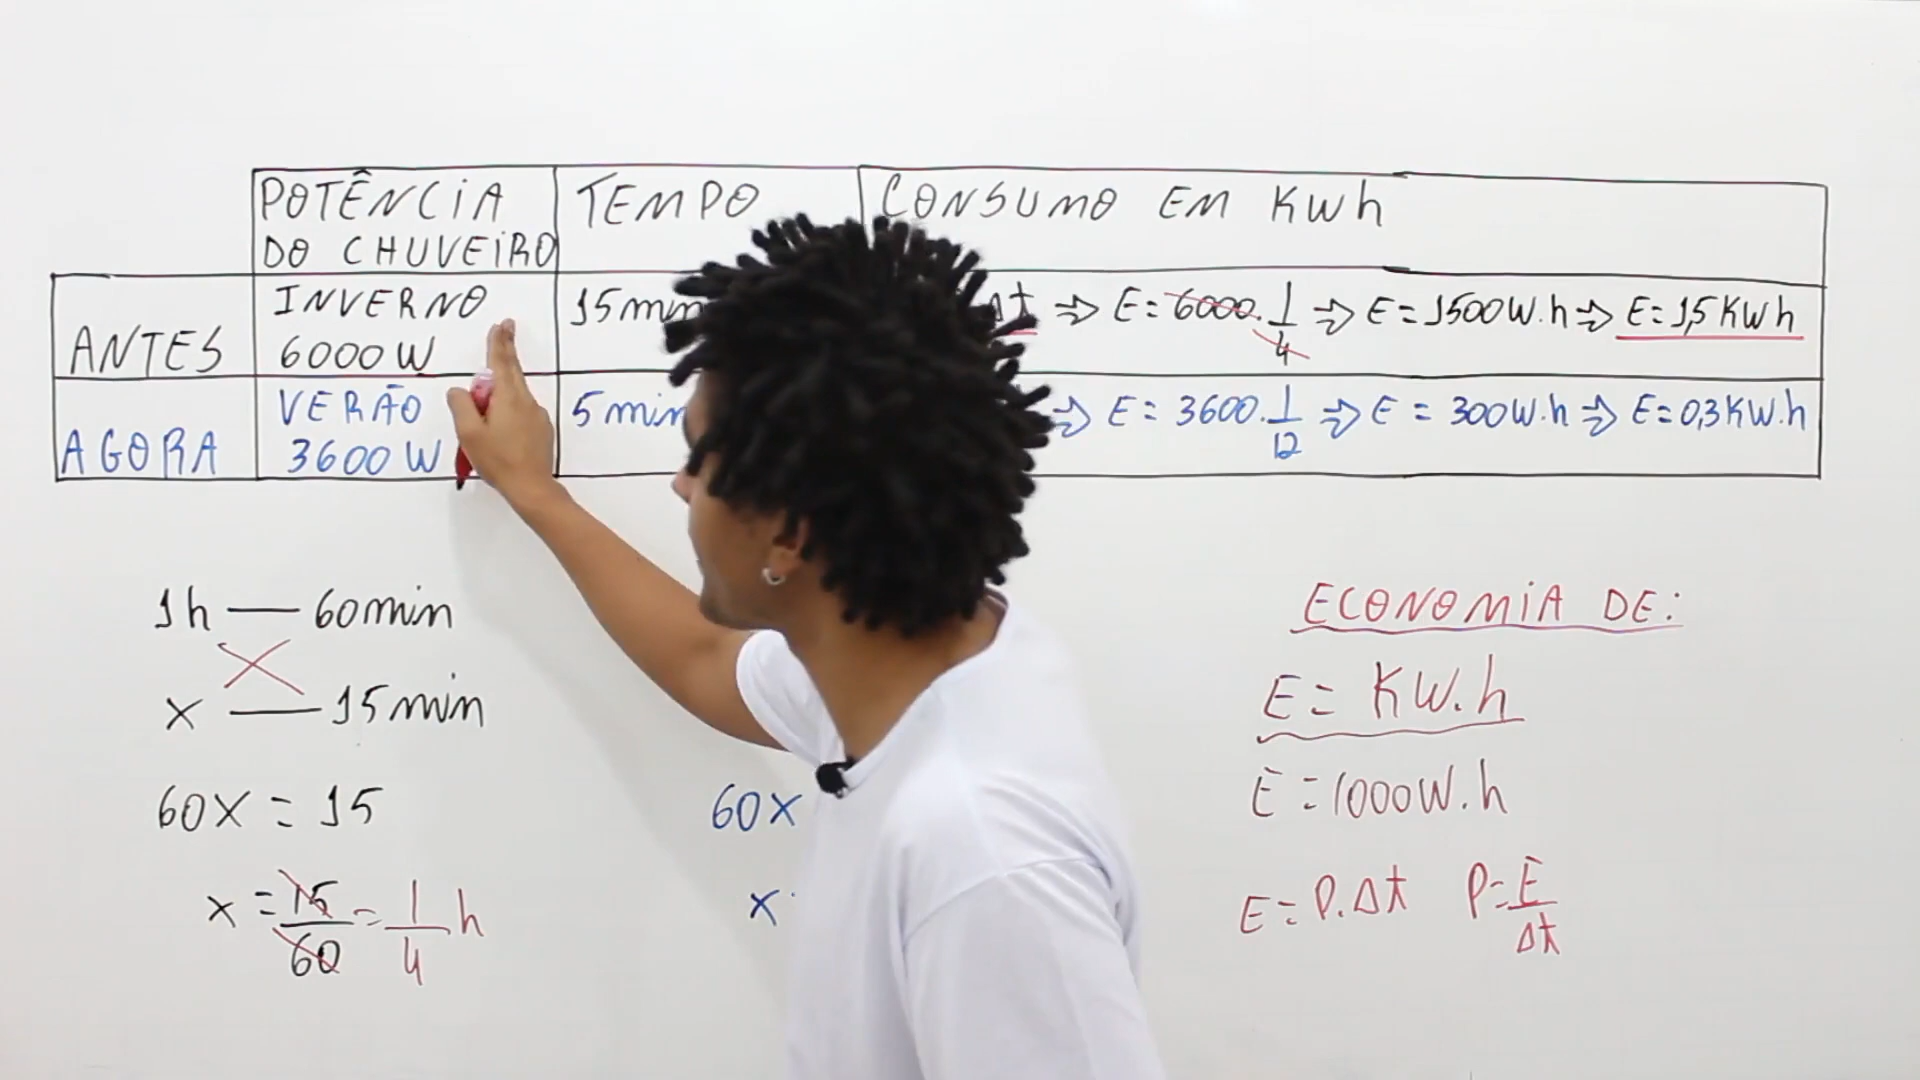 POTÊNCIA DO CHUVEIRO TEMPO CONSUMO EM KWh
ANTES INVERNO 6000W 15min Δt ⇒ E = 6000 . 1/4 ⇒ E = 1500W.h ⇒ E = 1,5 KWh
AGORA VERÃO 3600W 5min ⇒ E = 3600 . 1/12 ⇒ E = 300W.h ⇒ E = 0,3KW.h
1h — 60min
x — 15min
60X = 15
x = 15/60 = 1/4 h
60X
x
ECONOMIA DE:
E = KW.h
E = 1000W.h
E = P.Δt P = E/Δt